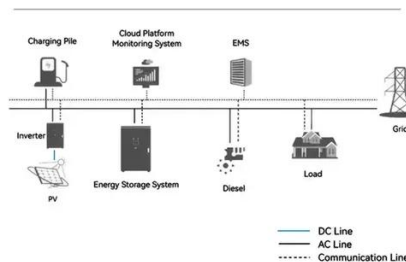 Charging Pile
Cloud Platform
Monitoring System
EMS
Grid
Inverter
PV
Energy Storage System
Diesel
Load
DC Line
AC Line
Communication Line